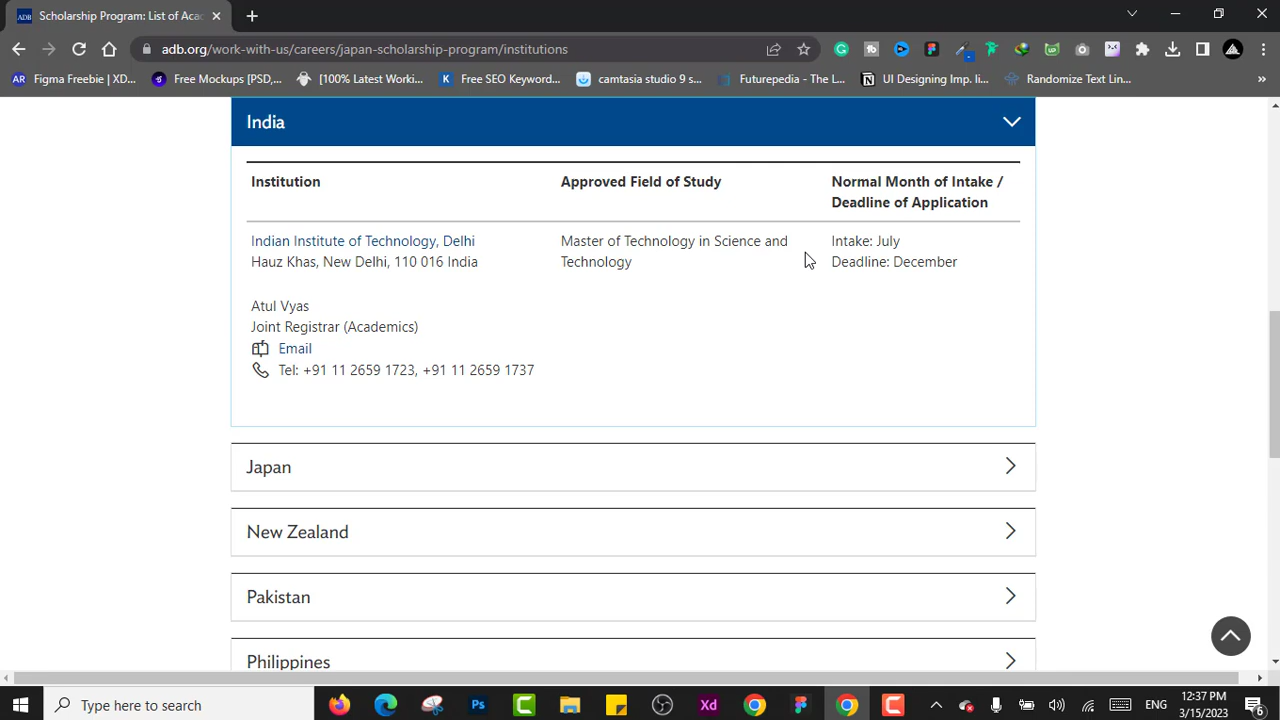 Scholarship Program: List of Aca
adb.org/work-with-us/careers/japan-scholarship-program/institutions
AR Figma Freebie | XD...
Free Mockups [PSD,...
[100% Latest Worki...
K Free SEO Keyword...
camtasia studio 9 s...
Futurepedia - The L...
UI Designing Imp. li...
Randomize Text Lin...
India
Institution
Approved Field of Study
Normal Month of Intake /
Deadline of Application
Indian Institute of Technology, Delhi
Hauz Khas, New Delhi, 110 016 India
Master of Technology in Science and
Technology
Intake: July
Deadline: December
Atul Vyas
Joint Registrar (Academics)
Email
Tel: +91 11 2659 1723, +91 11 2659 1737
Japan
New Zealand
Pakistan
Philippines
Type here to search
Ps
Xd
ENG
12:37 PM
3/15/2023
6